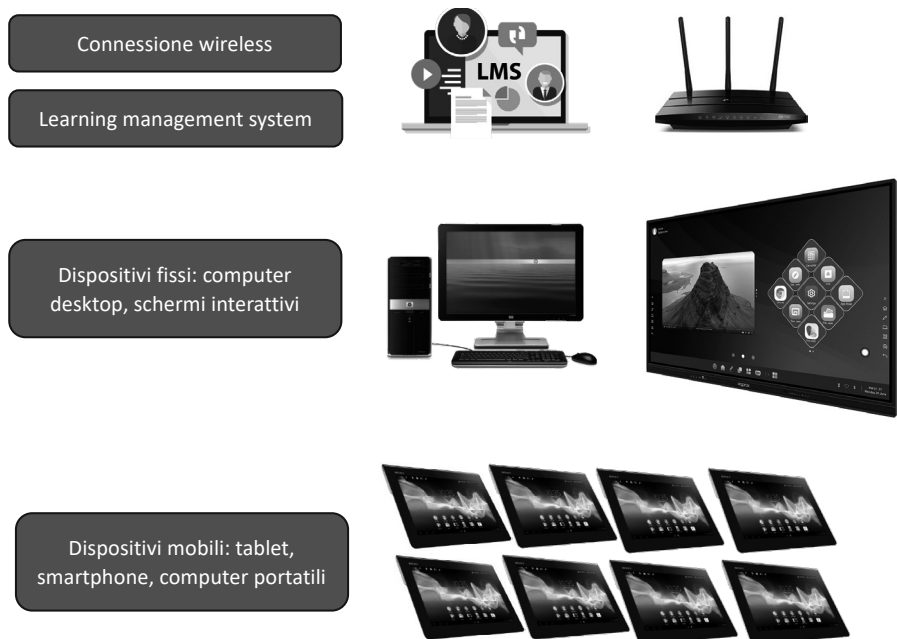 Connessione wireless
LMS
Learning management system
Dispositivi fissi: computer
desktop, schermi interattivi
Dispositivi mobili: tablet,
smartphone, computer portatili